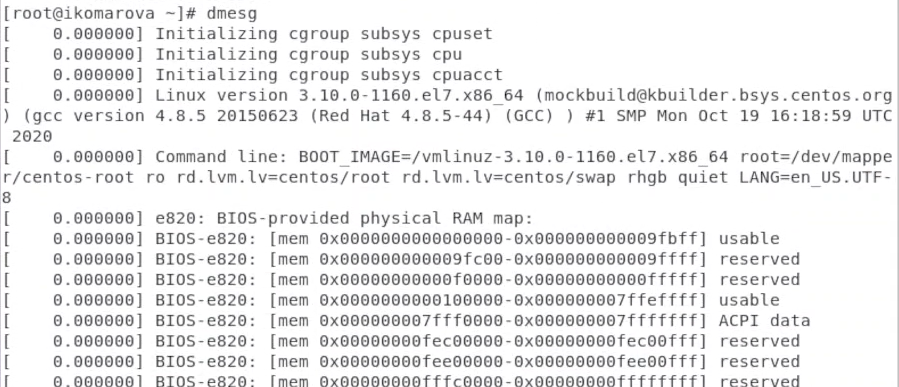 [root@ikomarova ~]# dmesg
[    0.000000] Initializing cgroup subsys cpuset
[    0.000000] Initializing cgroup subsys cpu
[    0.000000] Initializing cgroup subsys cpuacct
[    0.000000] Linux version 3.10.0-1160.el7.x86_64 (mockbuild@kbuilder.bsys.centos.org
) (gcc version 4.8.5 20150623 (Red Hat 4.8.5-44) (GCC) ) #1 SMP Mon Oct 19 16:18:59 UTC
 2020
[    0.000000] Command line: BOOT_IMAGE=/vmlinuz-3.10.0-1160.el7.x86_64 root=/dev/mappe
r/centos-root ro rd.lvm.lv=centos/root rd.lvm.lv=centos/swap rhgb quiet LANG=en_US.UTF-
8
[    0.000000] e820: BIOS-provided physical RAM map:
[    0.000000] BIOS-e820: [mem 0x0000000000000000-0x000000000009fbff] usable
[    0.000000] BIOS-e820: [mem 0x000000000009fc00-0x000000000009ffff] reserved
[    0.000000] BIOS-e820: [mem 0x00000000000f0000-0x00000000000fffff] reserved
[    0.000000] BIOS-e820: [mem 0x0000000000100000-0x000000007ffeffff] usable
[    0.000000] BIOS-e820: [mem 0x000000007fff0000-0x000000007fffffff] ACPI data
[    0.000000] BIOS-e820: [mem 0x00000000fec00000-0x00000000fec00fff] reserved
[    0.000000] BIOS-e820: [mem 0x00000000fee00000-0x00000000fee00fff] reserved
[    0.000000] BIOS-e820: [mem 0x00000000fffc0000-0x00000000ffffffff] reserved